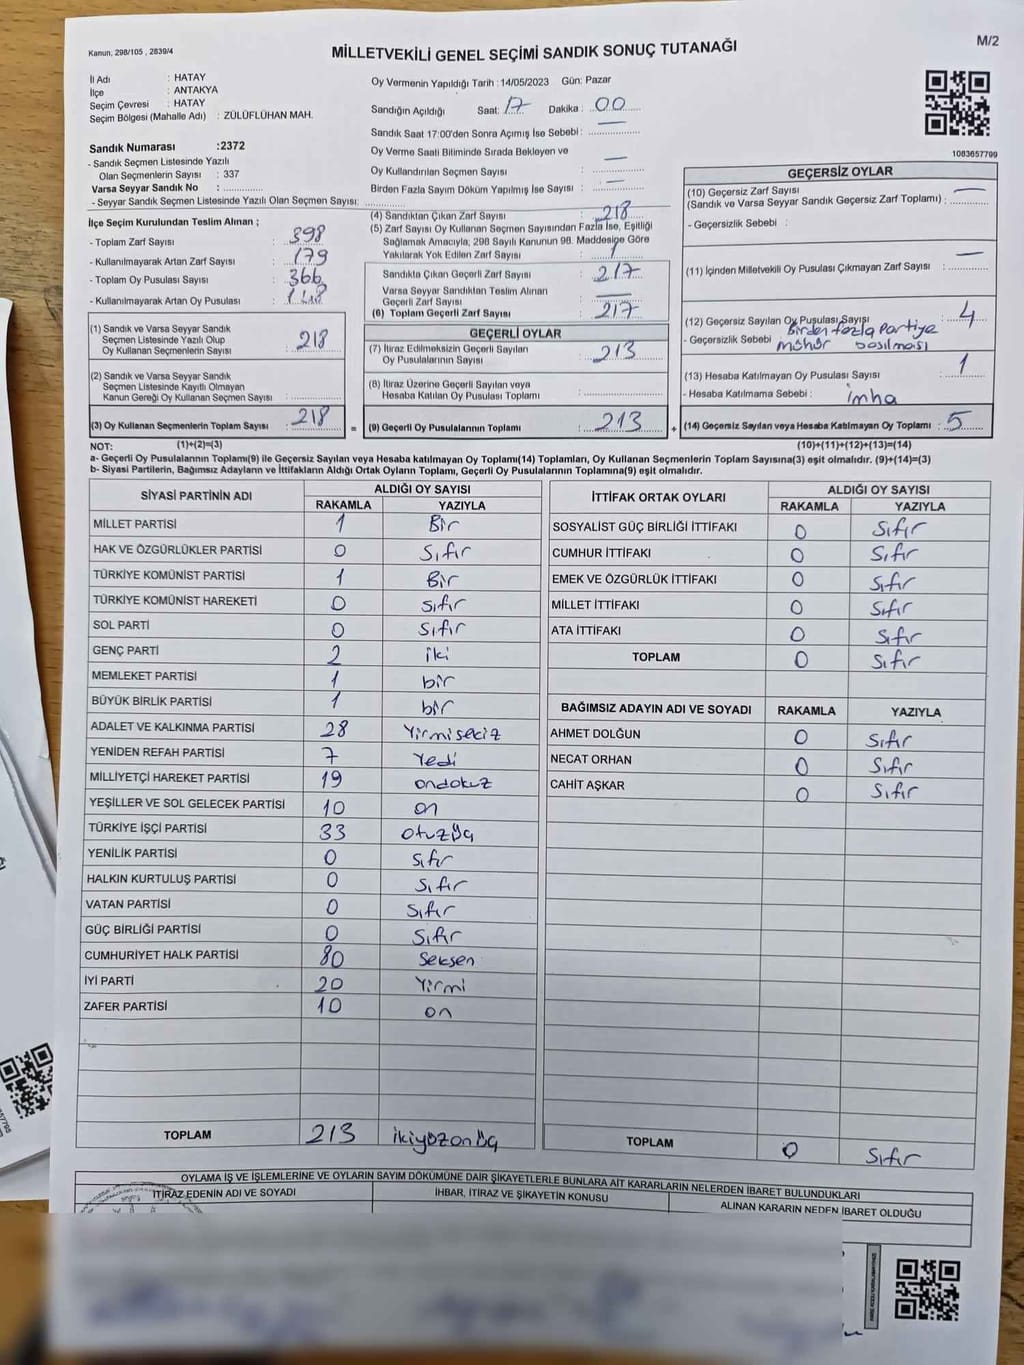 Kanun, 298/105 , 2839/4
MİLLETVEKİLİ GENEL SEÇİMİ SANDIK SONUÇ TUTANAĞI
M/2
İl Adı : HATAY
İlçe : ANTAKYA
Seçim Çevresi : HATAY
Seçim Bölgesi (Mahalle Adı) : ZÜLÜFLÜHAN MAH.
Sandık Numarası :2372
- Sandık Seçmen Listesinde Yazılı
Olan Seçmenlerin Sayısı : 337
Varsa Seyyar Sandık No :
- Seyyar Sandık Seçmen Listesinde Yazılı Olan Seçmen Sayısı:
Oy Vermenin Yapıldığı Tarih : 14/05/2023 Gün: Pazar
Sandığın Açıldığı Saat: 17 Dakika : 00
Sandık Saat 17:00'den Sonra Açımış İse Sebebi : —
Oy Verme Saati Bitiminde Sırada Bekleyen ve
Oy Kullandırılan Seçmen Sayısı : —
Birden Fazla Sayım Döküm Yapılmış İse Sayısı : —
1083657799
İlçe Seçim Kurulundan Teslim Alınan ;
- Toplam Zarf Sayısı : 398
- Kullanılmayarak Artan Zarf Sayısı : 179
- Toplam Oy Pusulası Sayısı : 366
- Kullanılmayarak Artan Oy Pusulası : 148
(1) Sandık ve Varsa Seyyar Sandık
Seçmen Listesinde Yazılı Olup
Oy Kullanan Seçmenlerin Sayısı : 218
(2) Sandık ve Varsa Seyyar Sandık
Seçmen Listesinde Kayıtlı Olmayan
Kanun Gereği Oy Kullanan Seçmen Sayısı :
(3) Oy Kullanan Seçmenlerin Toplam Sayısı : 218
(4) Sandıktan Çıkan Zarf Sayısı : 218
(5) Zarf Sayısı Oy Kullanan Seçmen Sayısından Fazla İse, Eşitliği
Sağlamak Amacıyla, 298 Sayılı Kanunun 98. Maddesine Göre
Yakılarak Yok Edilen Zarf Sayısı : 1
Sandıkta Çıkan Geçerli Zarf Sayısı : 217
Varsa Seyyar Sandıktan Teslim Alınan
Geçerli Zarf Sayısı : —
(6) Toplam Geçerli Zarf Sayısı : 217
GEÇERLİ OYLAR
(7) İtiraz Edilmeksizin Geçerli Sayılan
Oy Pusulalarının Sayısı : 213
(8) İtiraz Üzerine Geçerli Sayılan veya
Hesaba Katılan Oy Pusulası Toplamı :
= (9) Geçerli Oy Pusulalarının Toplamı : 213
GEÇERSİZ OYLAR
(10) Geçersiz Zarf Sayısı
(Sandık ve Varsa Seyyar Sandık Geçersiz Zarf Toplamı) : —
- Geçersizlik Sebebi :
(11) İçinden Milletvekili Oy Pusulası Çıkmayan Zarf Sayısı : —
(12) Geçersiz Sayılan Oy Pusulası Sayısı : 4
- Geçersizlik Sebebi Birden fazla Partiye
mühür basılması
(13) Hesaba Katılmayan Oy Pusulası Sayısı : 1
- Hesaba Katılmama Sebebi : imha
+ (14) Geçersiz Sayılan veya Hesaba Katılmayan Oy Toplamı : 5
NOT: (1)+(2)=(3) (10)+(11)+(12)+(13)=(14)
a- Geçerli Oy Pusulalarının Toplamı(9) ile Geçersiz Sayılan veya Hesaba katılmayan Oy Toplamı(14) Toplamları, Oy Kullanan Seçmenlerin Toplam Sayısına(3) eşit olmalıdır. (9)+(14)=(3)
b- Siyasi Partilerin, Bağımsız Adayların ve İttifakların Aldığı Ortak Oyların Toplamı, Geçerli Oy Pusulalarının Toplamına(9) eşit olmalıdır.
SİYASİ PARTİNİN ADI ALDIĞI OY SAYISI
RAKAMLA YAZIYLA
MİLLET PARTİSİ 1 Bir
HAK VE ÖZGÜRLÜKLER PARTİSİ 0 Sıfır
TÜRKİYE KOMÜNİST PARTİSİ 1 Bir
TÜRKİYE KOMÜNİST HAREKETİ 0 sıfır
SOL PARTİ 0 Sıfır
GENÇ PARTİ 2 iki
MEMLEKET PARTİSİ 1 bir
BÜYÜK BİRLİK PARTİSİ 1 bir
ADALET VE KALKINMA PARTİSİ 28 Yirmisekiz
YENİDEN REFAH PARTİSİ 7 Yedi
MİLLİYETÇİ HAREKET PARTİSİ 19 ondokuz
YEŞİLLER VE SOL GELECEK PARTİSİ 10 on
TÜRKİYE İŞÇİ PARTİSİ 33 otuzüç
YENİLİK PARTİSİ 0 Sıfır
HALKIN KURTULUŞ PARTİSİ 0 Sıfır
VATAN PARTİSİ 0 Sıfır
GÜÇ BİRLİĞİ PARTİSİ 0 Sıfır
CUMHURİYET HALK PARTİSİ 80 Seksen
İYİ PARTİ 20 Yirmi
ZAFER PARTİSİ 10 on
TOPLAM 213 ikiyüzonüç
İTTİFAK ORTAK OYLARI ALDIĞI OY SAYISI
RAKAMLA YAZIYLA
SOSYALİST GÜÇ BİRLİĞİ İTTİFAKI 0 Sıfır
CUMHUR İTTİFAKI 0 Sıfır
EMEK VE ÖZGÜRLÜK İTTİFAKI 0 Sıfır
MİLLET İTTİFAKI 0 Sıfır
ATA İTTİFAKI 0 Sıfır
TOPLAM 0 Sıfır
BAĞIMSIZ ADAYIN ADI VE SOYADI RAKAMLA YAZIYLA
AHMET DOLĞUN 0 Sıfır
NECAT ORHAN 0 Sıfır
CAHİT AŞKAR 0 Sıfır
TOPLAM 0 Sıfır
OYLAMA İŞ VE İŞLEMLERİNE VE OYLARIN SAYIM DÖKÜMÜNE DAİR ŞİKAYETLERLE BUNLARA AİT KARARLARIN NELERDEN İBARET BULUNDUKLARI
İTİRAZ EDENİN ADI VE SOYADI İHBAR, İTİRAZ VE ŞİKAYETİN KONUSU ALINAN KARARIN NEDEN İBARET OLDUĞU